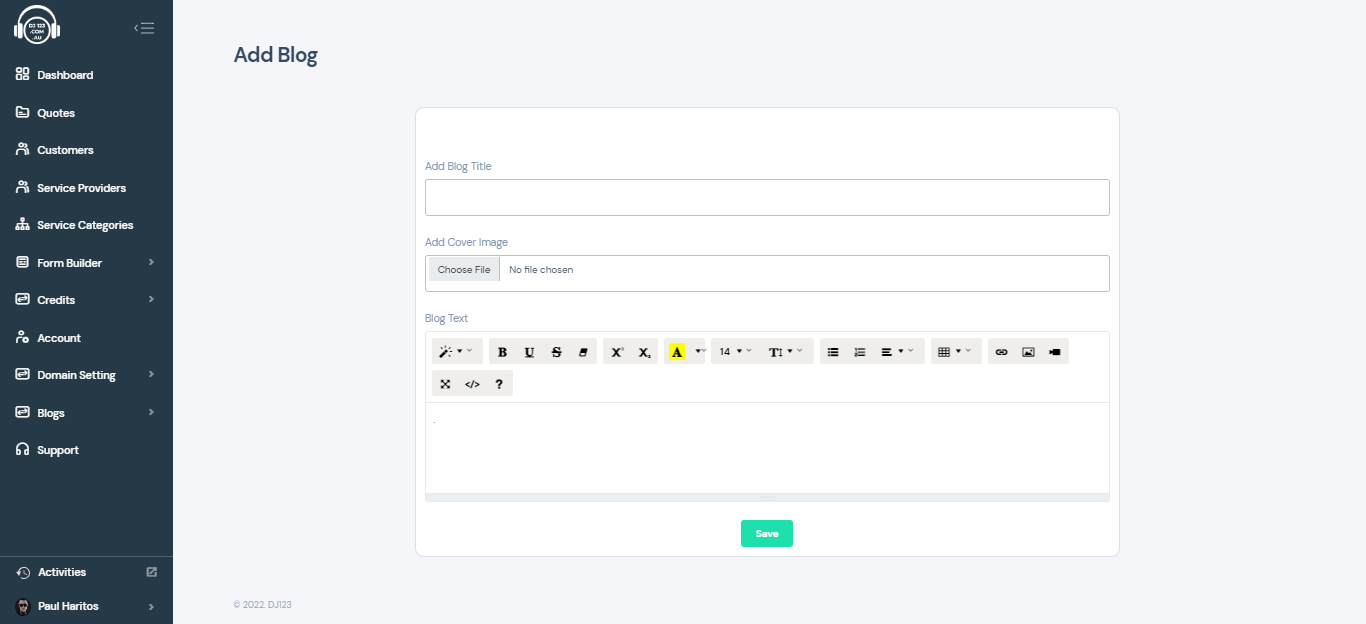 DJ 123
.COM
.AU
Dashboard
Quotes
Customers
Service Providers
Service Categories
Form Builder
Credits
Account
Domain Setting
Blogs
Support
Activities
Paul Haritos
Add Blog
Add Blog Title
Add Cover Image
Choose File No file chosen
Blog Text
B U S X² X₂ A 14 T
</> ?
.
Save
© 2022. DJ123